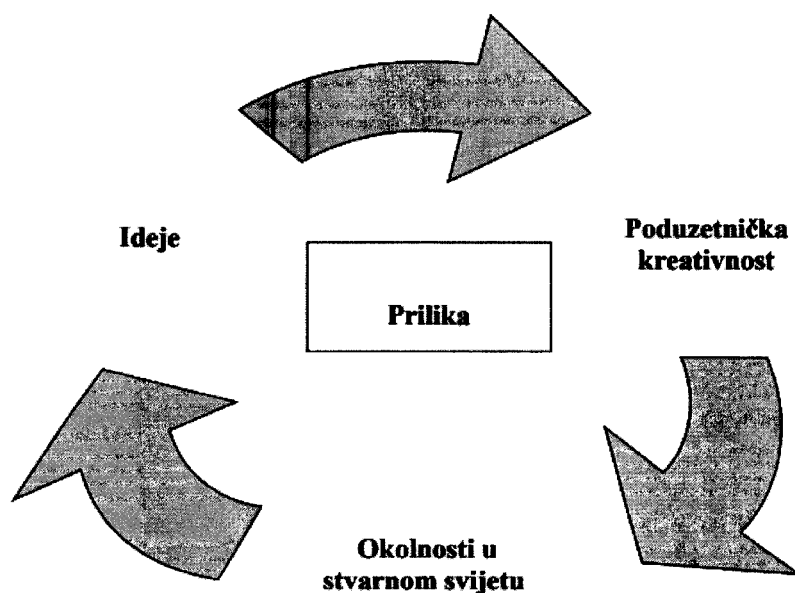 Ideje
Poduzetnička
kreativnost
Prilika
Okolnosti u
stvarnom svijetu